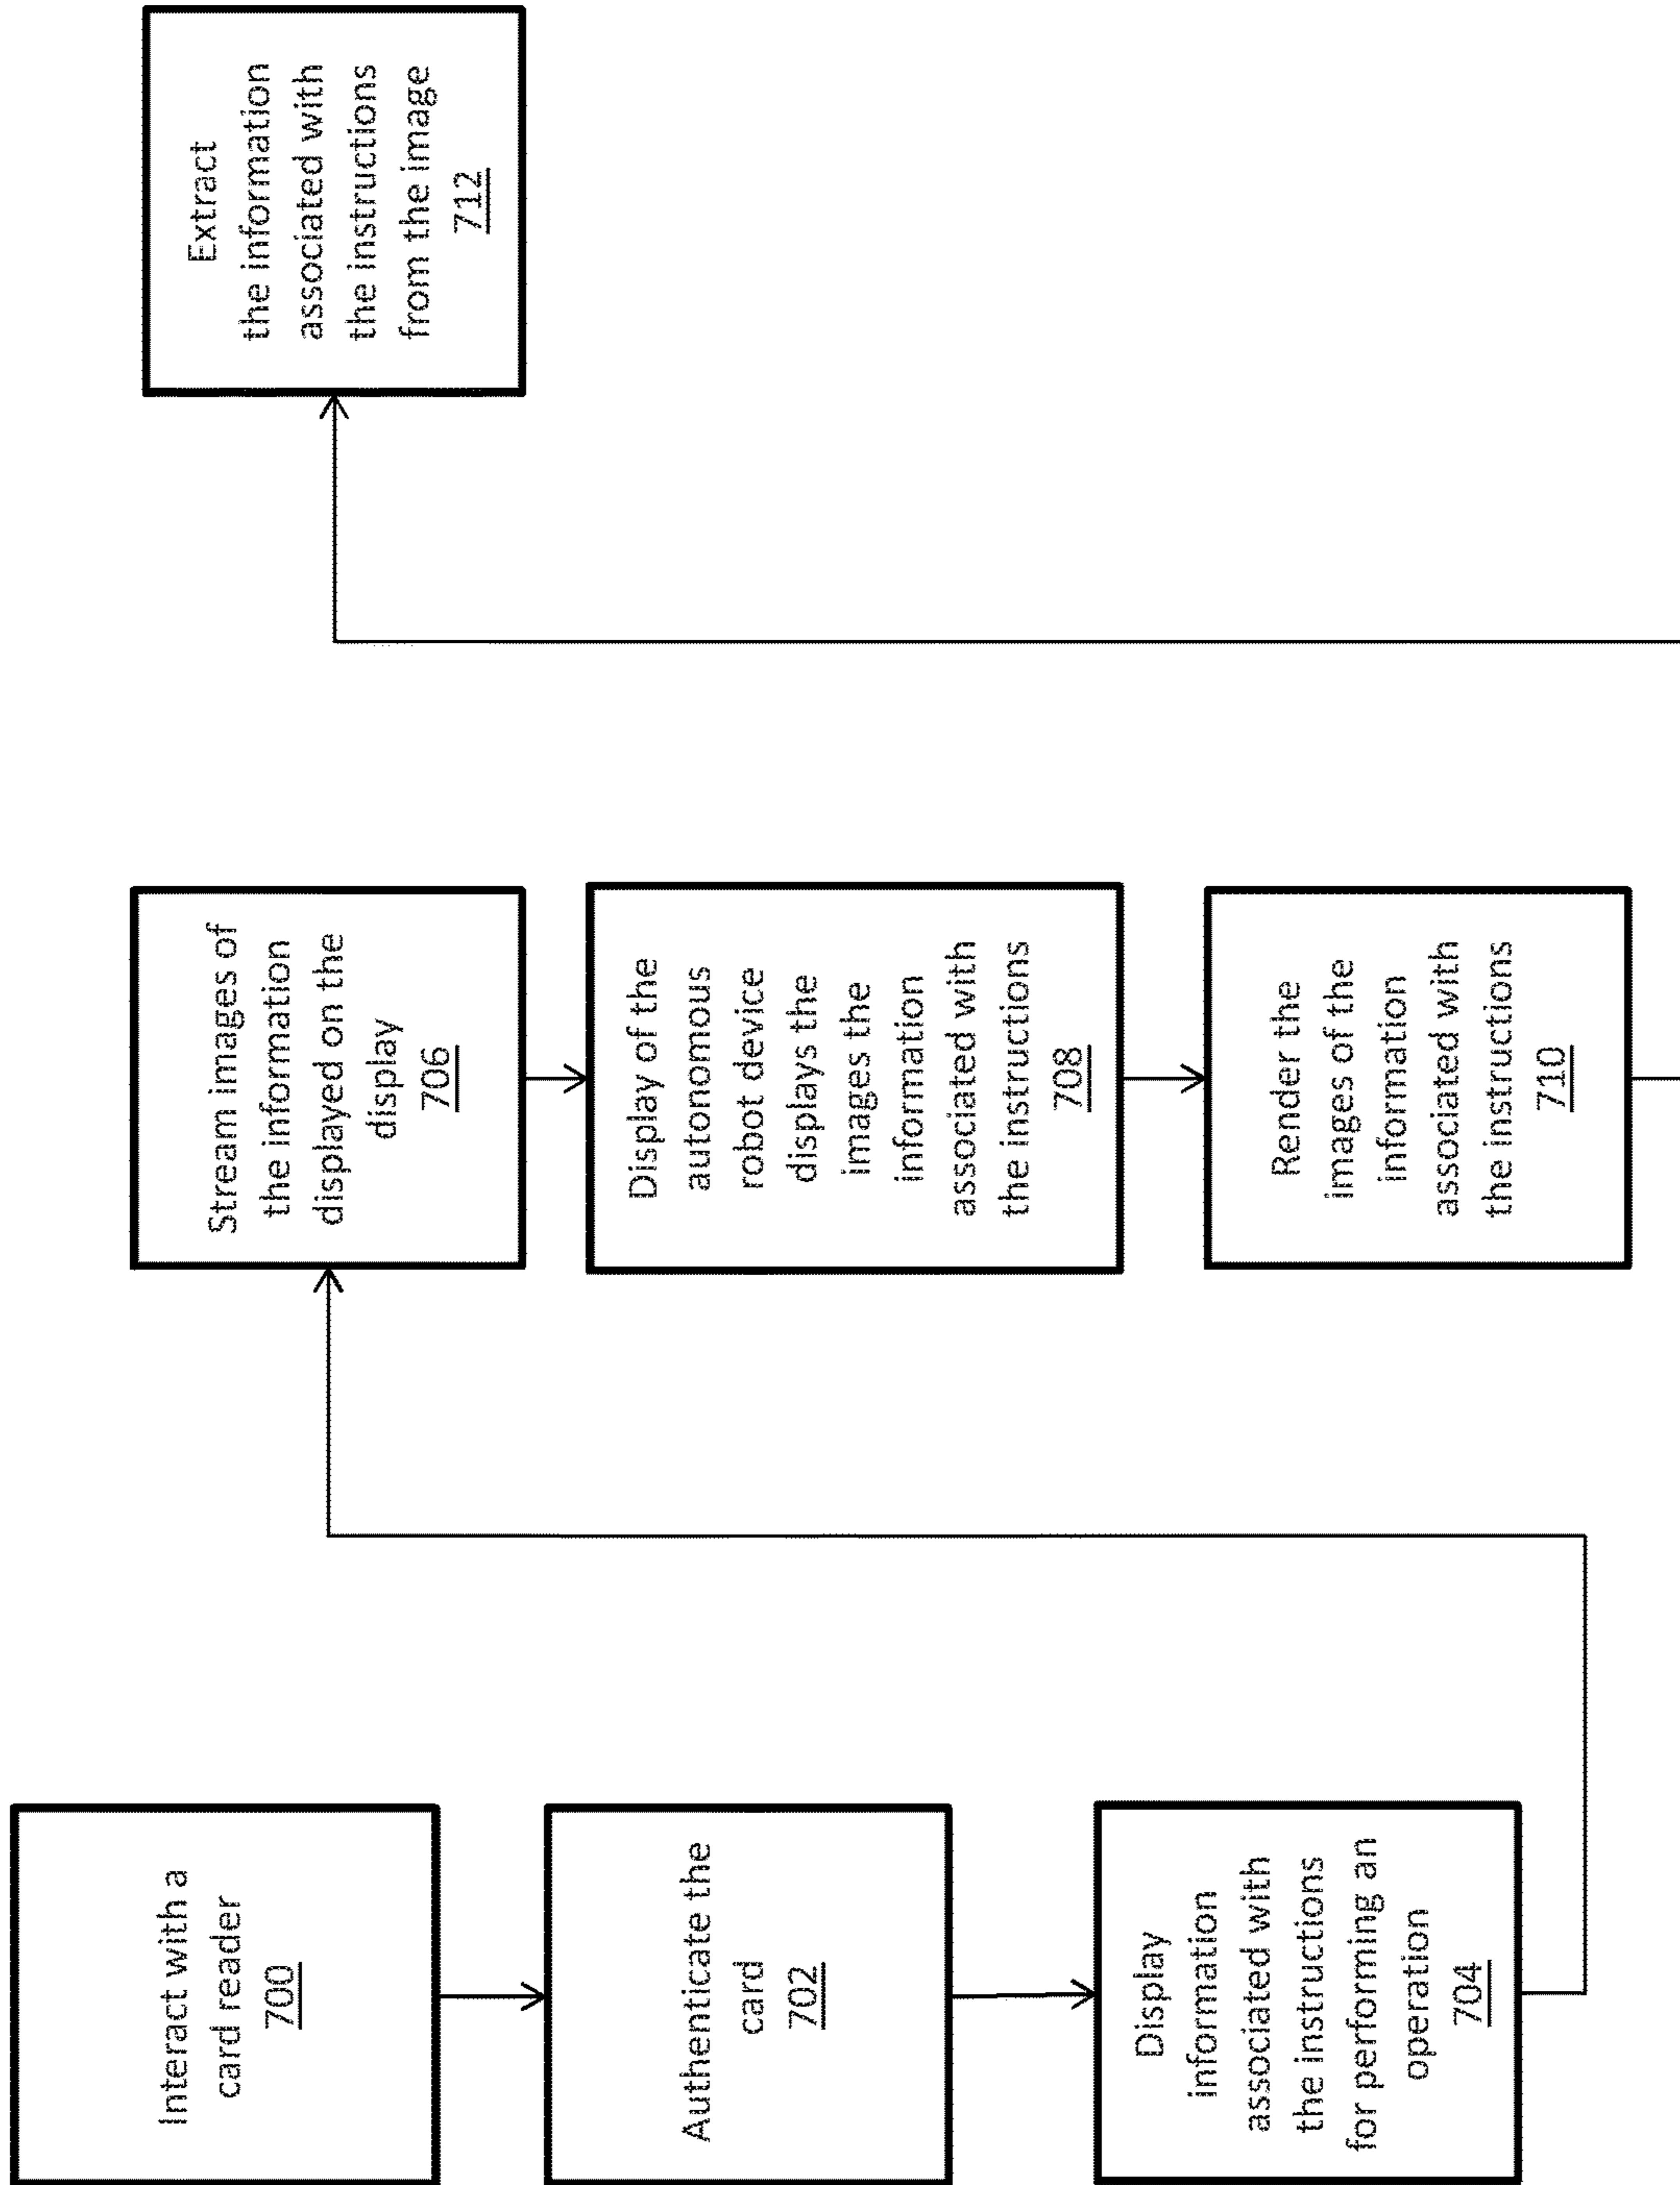 Interact with a
card reader
700
Authenticate the
card
702
Display
information
associated with
the instructions
for performing an
operation
704
Stream images of
the information
displayed on the
display
706
Display of the
autonomous
robot device
displays the
images the
information
associated with
the instructions
708
Render the
images of the
information
associated with
the instructions
710
Extract
the information
associated with
the instructions
from the image
712